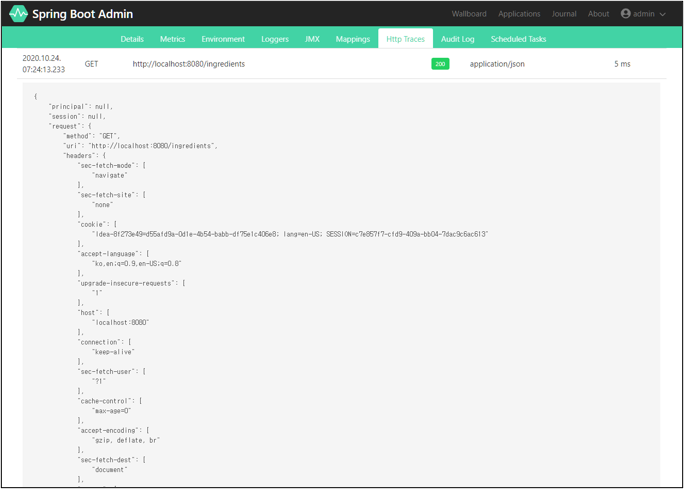 Spring Boot Admin
Wallboard Applications Journal About admin
Details Metrics Environment Loggers JMX Mappings Http Traces Audit Log Scheduled Tasks
2020.10.24. 07:24:13.233 GET http://localhost:8080/ingredients 200 application/json 5 ms
{
"principal": null,
"session": null,
"request": {
"method": "GET",
"uri": "http://localhost:8080/ingredients",
"headers": {
"sec-fetch-mode": [
"navigate"
],
"sec-fetch-site": [
"none"
],
"cookie": [
"Idea-8f273e49=d55afd9a-0d1e-4b54-babb-df75e1c406e8; lang=en-US; SESSION=c7e857f7-cfd9-409a-bb04-7dac9c6ac613"
],
"accept-language": [
"ko,en;q=0.9,en-US;q=0.8"
],
"upgrade-insecure-requests": [
"1"
],
"host": [
"localhost:8080"
],
"connection": [
"keep-alive"
],
"sec-fetch-user": [
"?1"
],
"cache-control": [
"max-age=0"
],
"accept-encoding": [
"gzip, deflate, br"
],
"sec-fetch-dest": [
"document"
],